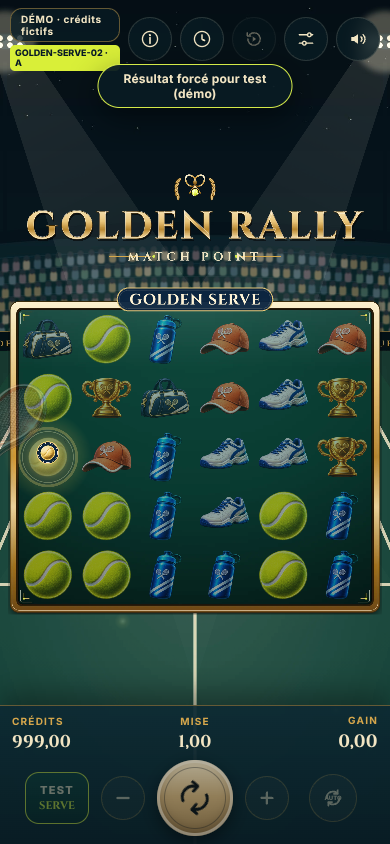 DÉMO · crédits
fictifs
GOLDEN-SERVE-02 ·
A
Résultat forcé pour test
(démo)
GOLDEN RALLY
MATCH POINT
GOLDEN SERVE
CRÉDITS
MISE
GAIN
999,00
1,00
0,00
TEST
SERVE
AUTO